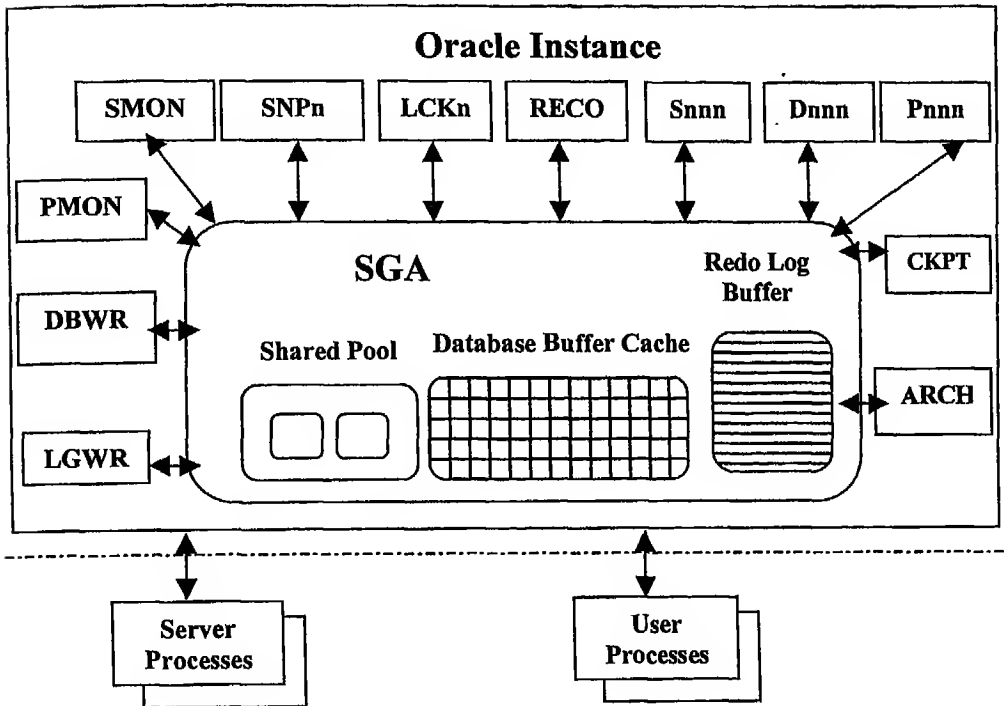 Oracle Instance
SMON
SNPn
LCKn
RECO
Snnn
Dnnn
Pnnn
PMON
SGA
Redo Log
Buffer
CKPT
DBWR
Shared Pool
Database Buffer Cache
ARCH
LGWR
Server
Processes
User
Processes